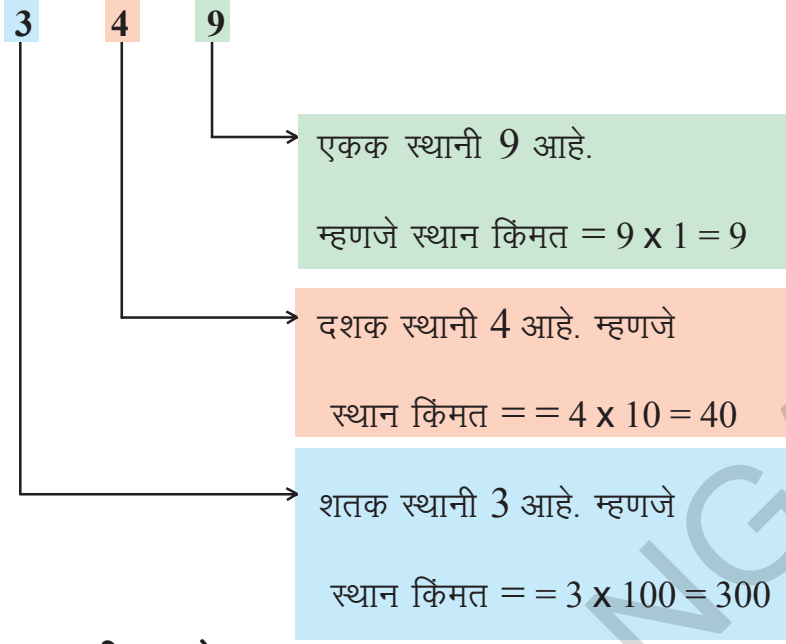 3 4 9
एकक स्थानी 9 आहे.
म्हणजे स्थान किंमत = 9 x 1 = 9
दशक स्थानी 4 आहे. म्हणजे
स्थान किंमत = = 4 x 10 = 40
शतक स्थानी 3 आहे. म्हणजे
स्थान किंमत = = 3 x 100 = 300